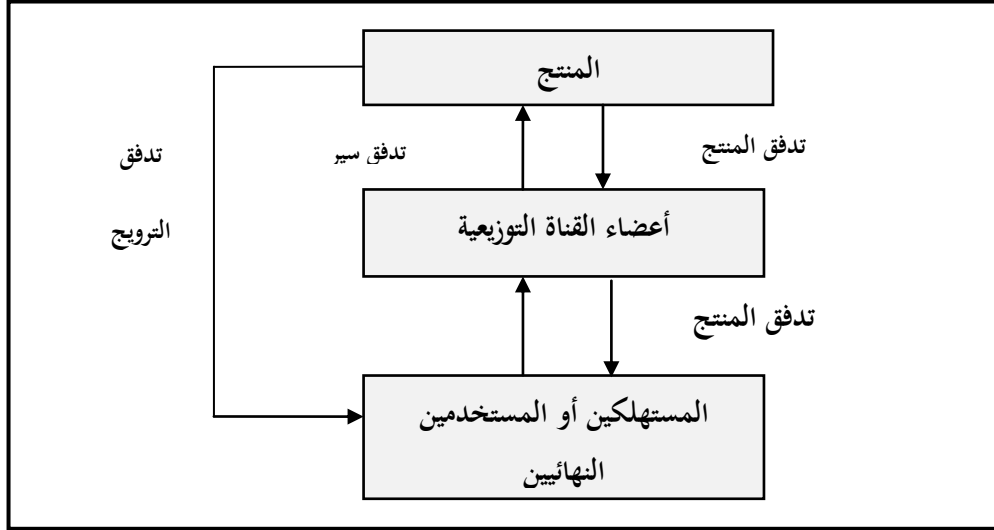 المنتج
تدفق المنتج
تدفق سير
تدفق
الترويج
أعضاء القناة التوزيعية
تدفق المنتج
المستهلكين أو المستخدمين
النهائيين